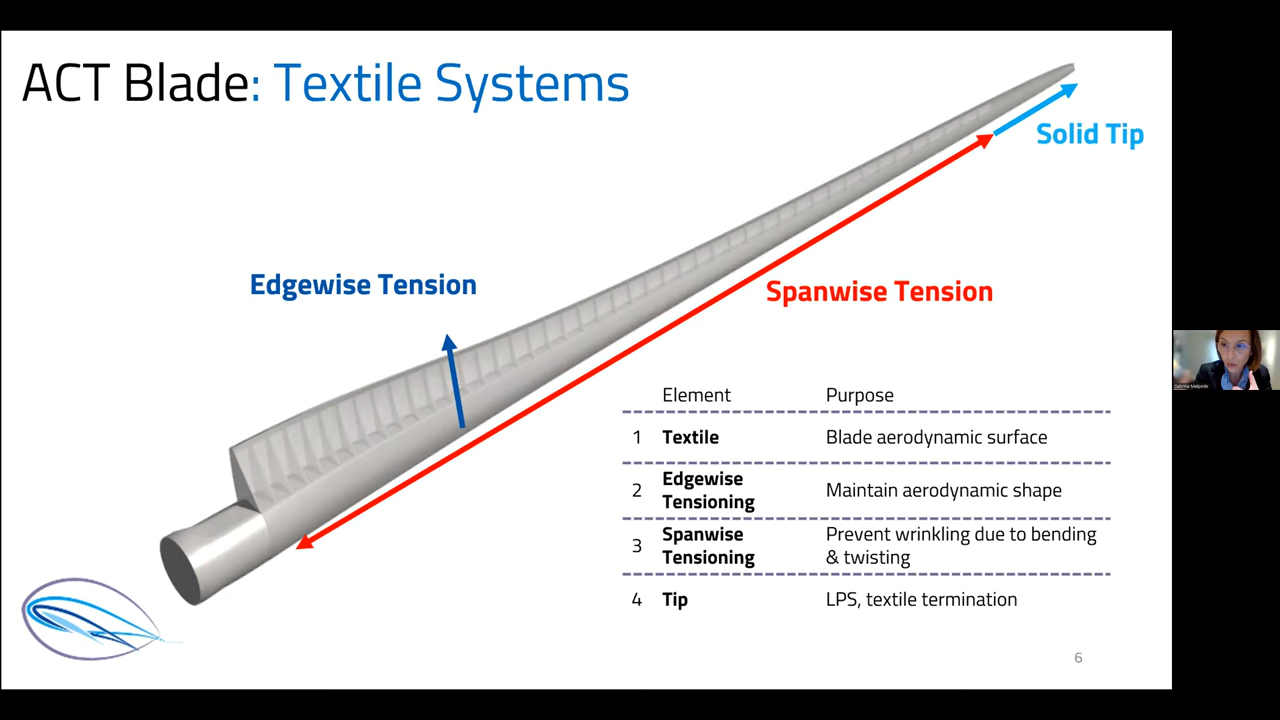 ACT Blade: Textile Systems
Solid Tip
Edgewise Tension
Spanwise Tension
Element Purpose
1 Textile Blade aerodynamic surface
2 Edgewise Tensioning Maintain aerodynamic shape
3 Spanwise Tensioning Prevent wrinkling due to bending & twisting
4 Tip LPS, textile termination
6
Sabrina Malpede